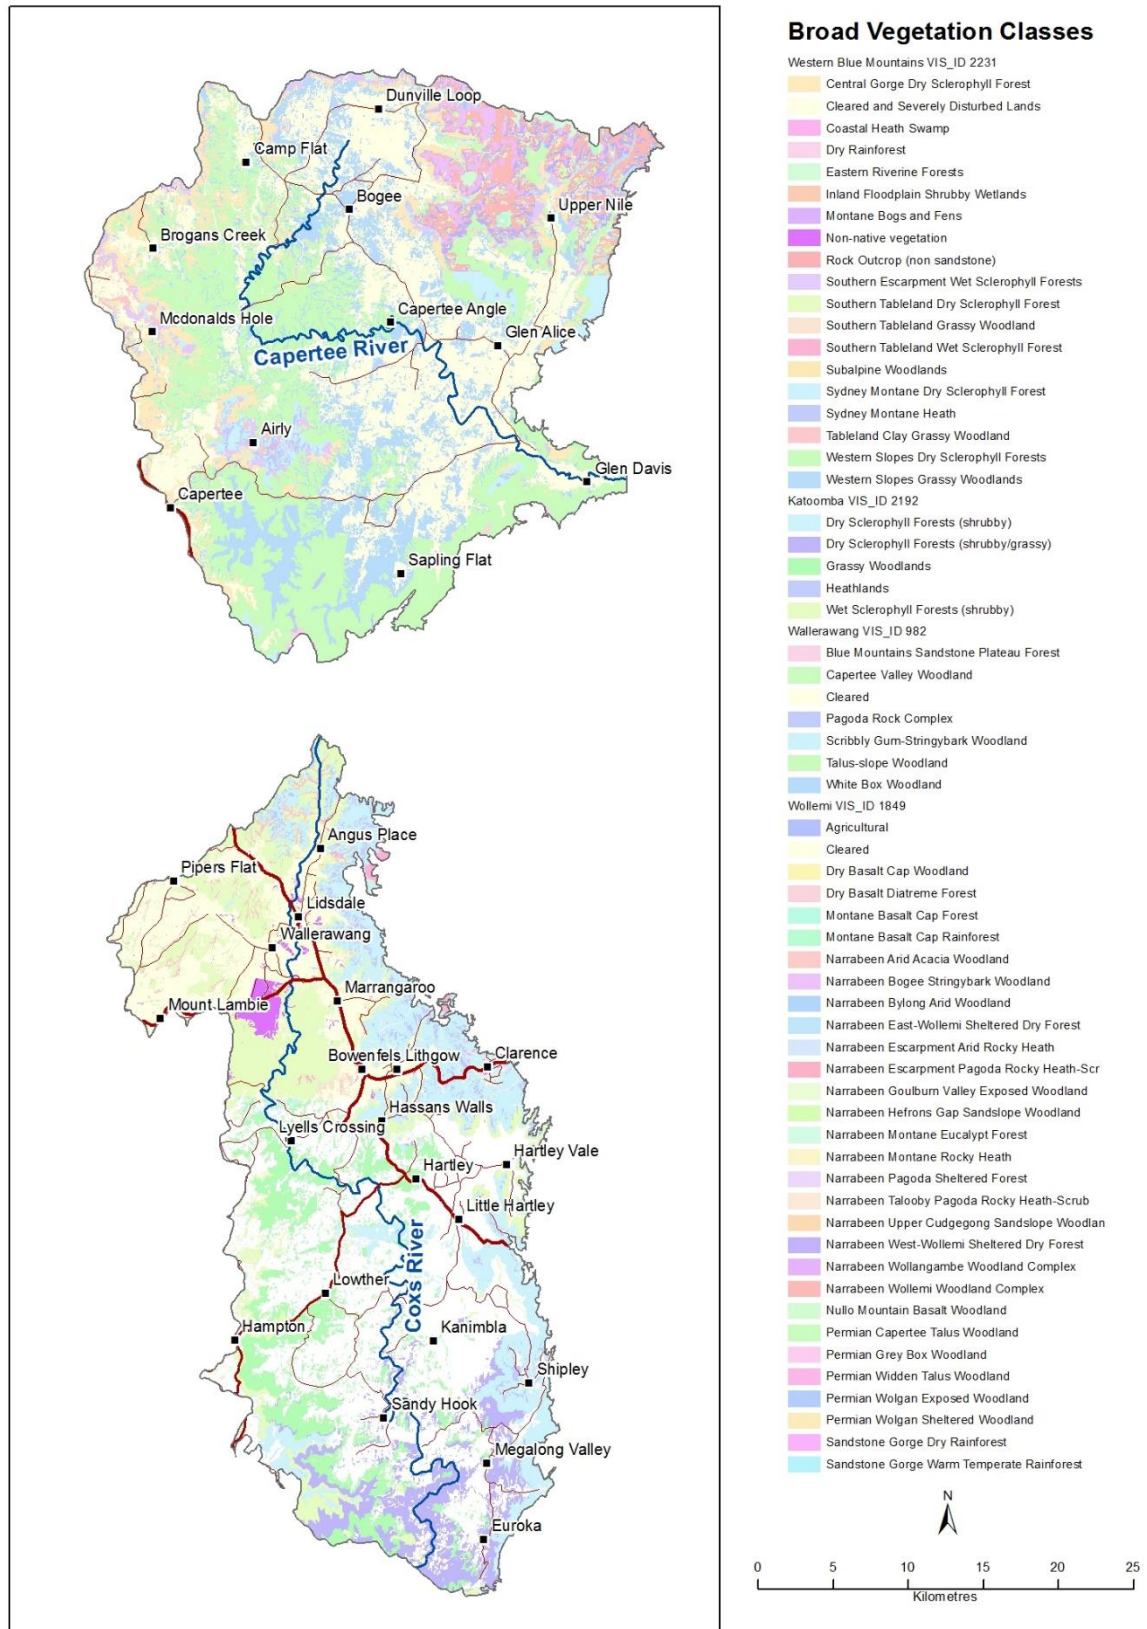 Dunville Loop
Camp Flat
Bogee
Upper Nile
Brogans Creek
Capertee Angle
Mcdonalds Hole
Glen Alice
Capertee River
Airly
Glen Davis
Capertee
Sapling Flat
Angus Place
Pipers Flat
Lidsdale
Wallerawang
Marrangaroo
Mount Lambie
Bowenfels Lithgow
Clarence
Hassans Walls
Lyells Crossing
Hartley Vale
Hartley
Little Hartley
Coxs River
Lowther
Hampton
Kanimbla
Shipley
Sandy Hook
Megalong Valley
Euroka
Broad Vegetation Classes
Western Blue Mountains VIS_ID 2231
Central Gorge Dry Sclerophyll Forest
Cleared and Severely Disturbed Lands
Coastal Heath Swamp
Dry Rainforest
Eastern Riverine Forests
Inland Floodplain Shrubby Wetlands
Montane Bogs and Fens
Non-native vegetation
Rock Outcrop (non sandstone)
Southern Escarpment Wet Sclerophyll Forests
Southern Tableland Dry Sclerophyll Forest
Southern Tableland Grassy Woodland
Southern Tableland Wet Sclerophyll Forest
Subalpine Woodlands
Sydney Montane Dry Sclerophyll Forest
Sydney Montane Heath
Tableland Clay Grassy Woodland
Western Slopes Dry Sclerophyll Forests
Western Slopes Grassy Woodlands
Katoomba VIS_ID 2192
Dry Sclerophyll Forests (shrubby)
Dry Sclerophyll Forests (shrubby/grassy)
Grassy Woodlands
Heathlands
Wet Sclerophyll Forests (shrubby)
Wallerawang VIS_ID 982
Blue Mountains Sandstone Plateau Forest
Capertee Valley Woodland
Cleared
Pagoda Rock Complex
Scribbly Gum-Stringybark Woodland
Talus-slope Woodland
White Box Woodland
Wollemi VIS_ID 1849
Agricultural
Cleared
Dry Basalt Cap Woodland
Dry Basalt Diatreme Forest
Montane Basalt Cap Forest
Montane Basalt Cap Rainforest
Narrabeen Arid Acacia Woodland
Narrabeen Bogee Stringybark Woodland
Narrabeen Bylong Arid Woodland
Narrabeen East-Wollemi Sheltered Dry Forest
Narrabeen Escarpment Arid Rocky Heath
Narrabeen Escarpment Pagoda Rocky Heath-Scr
Narrabeen Goulburn Valley Exposed Woodland
Narrabeen Hefrons Gap Sandslope Woodland
Narrabeen Montane Eucalypt Forest
Narrabeen Montane Rocky Heath
Narrabeen Pagoda Sheltered Forest
Narrabeen Talooby Pagoda Rocky Heath-Scrub
Narrabeen Upper Cudgegong Sandslope Woodlan
Narrabeen West-Wollemi Sheltered Dry Forest
Narrabeen Wollangambe Woodland Complex
Narrabeen Wollemi Woodland Complex
Nullo Mountain Basalt Woodland
Permian Capertee Talus Woodland
Permian Grey Box Woodland
Permian Widden Talus Woodland
Permian Wolgan Exposed Woodland
Permian Wolgan Sheltered Woodland
Sandstone Gorge Dry Rainforest
Sandstone Gorge Warm Temperate Rainforest
N
0 5 10 15 20 25
Kilometres